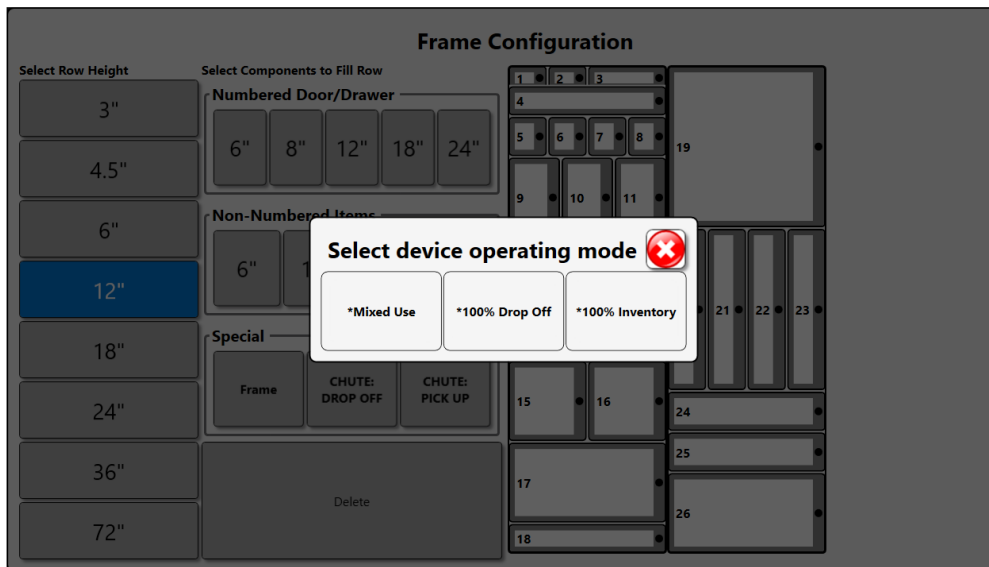 Frame Configuration
Select Row Height
Select Components to Fill Row
3"
4.5"
6"
12"
18"
24"
36"
72"
Numbered Door/Drawer
6" 8" 12" 18" 24"
Non-Numbered Items
6" 1
Special
Frame
CHUTE:
DROP OFF
CHUTE:
PICK UP
Delete
Select device operating mode
*Mixed Use *100% Drop Off *100% Inventory
1 2 3
4
5 6 7 8
9 10 11
15 16
17
18
19
21 22 23
24
25
26